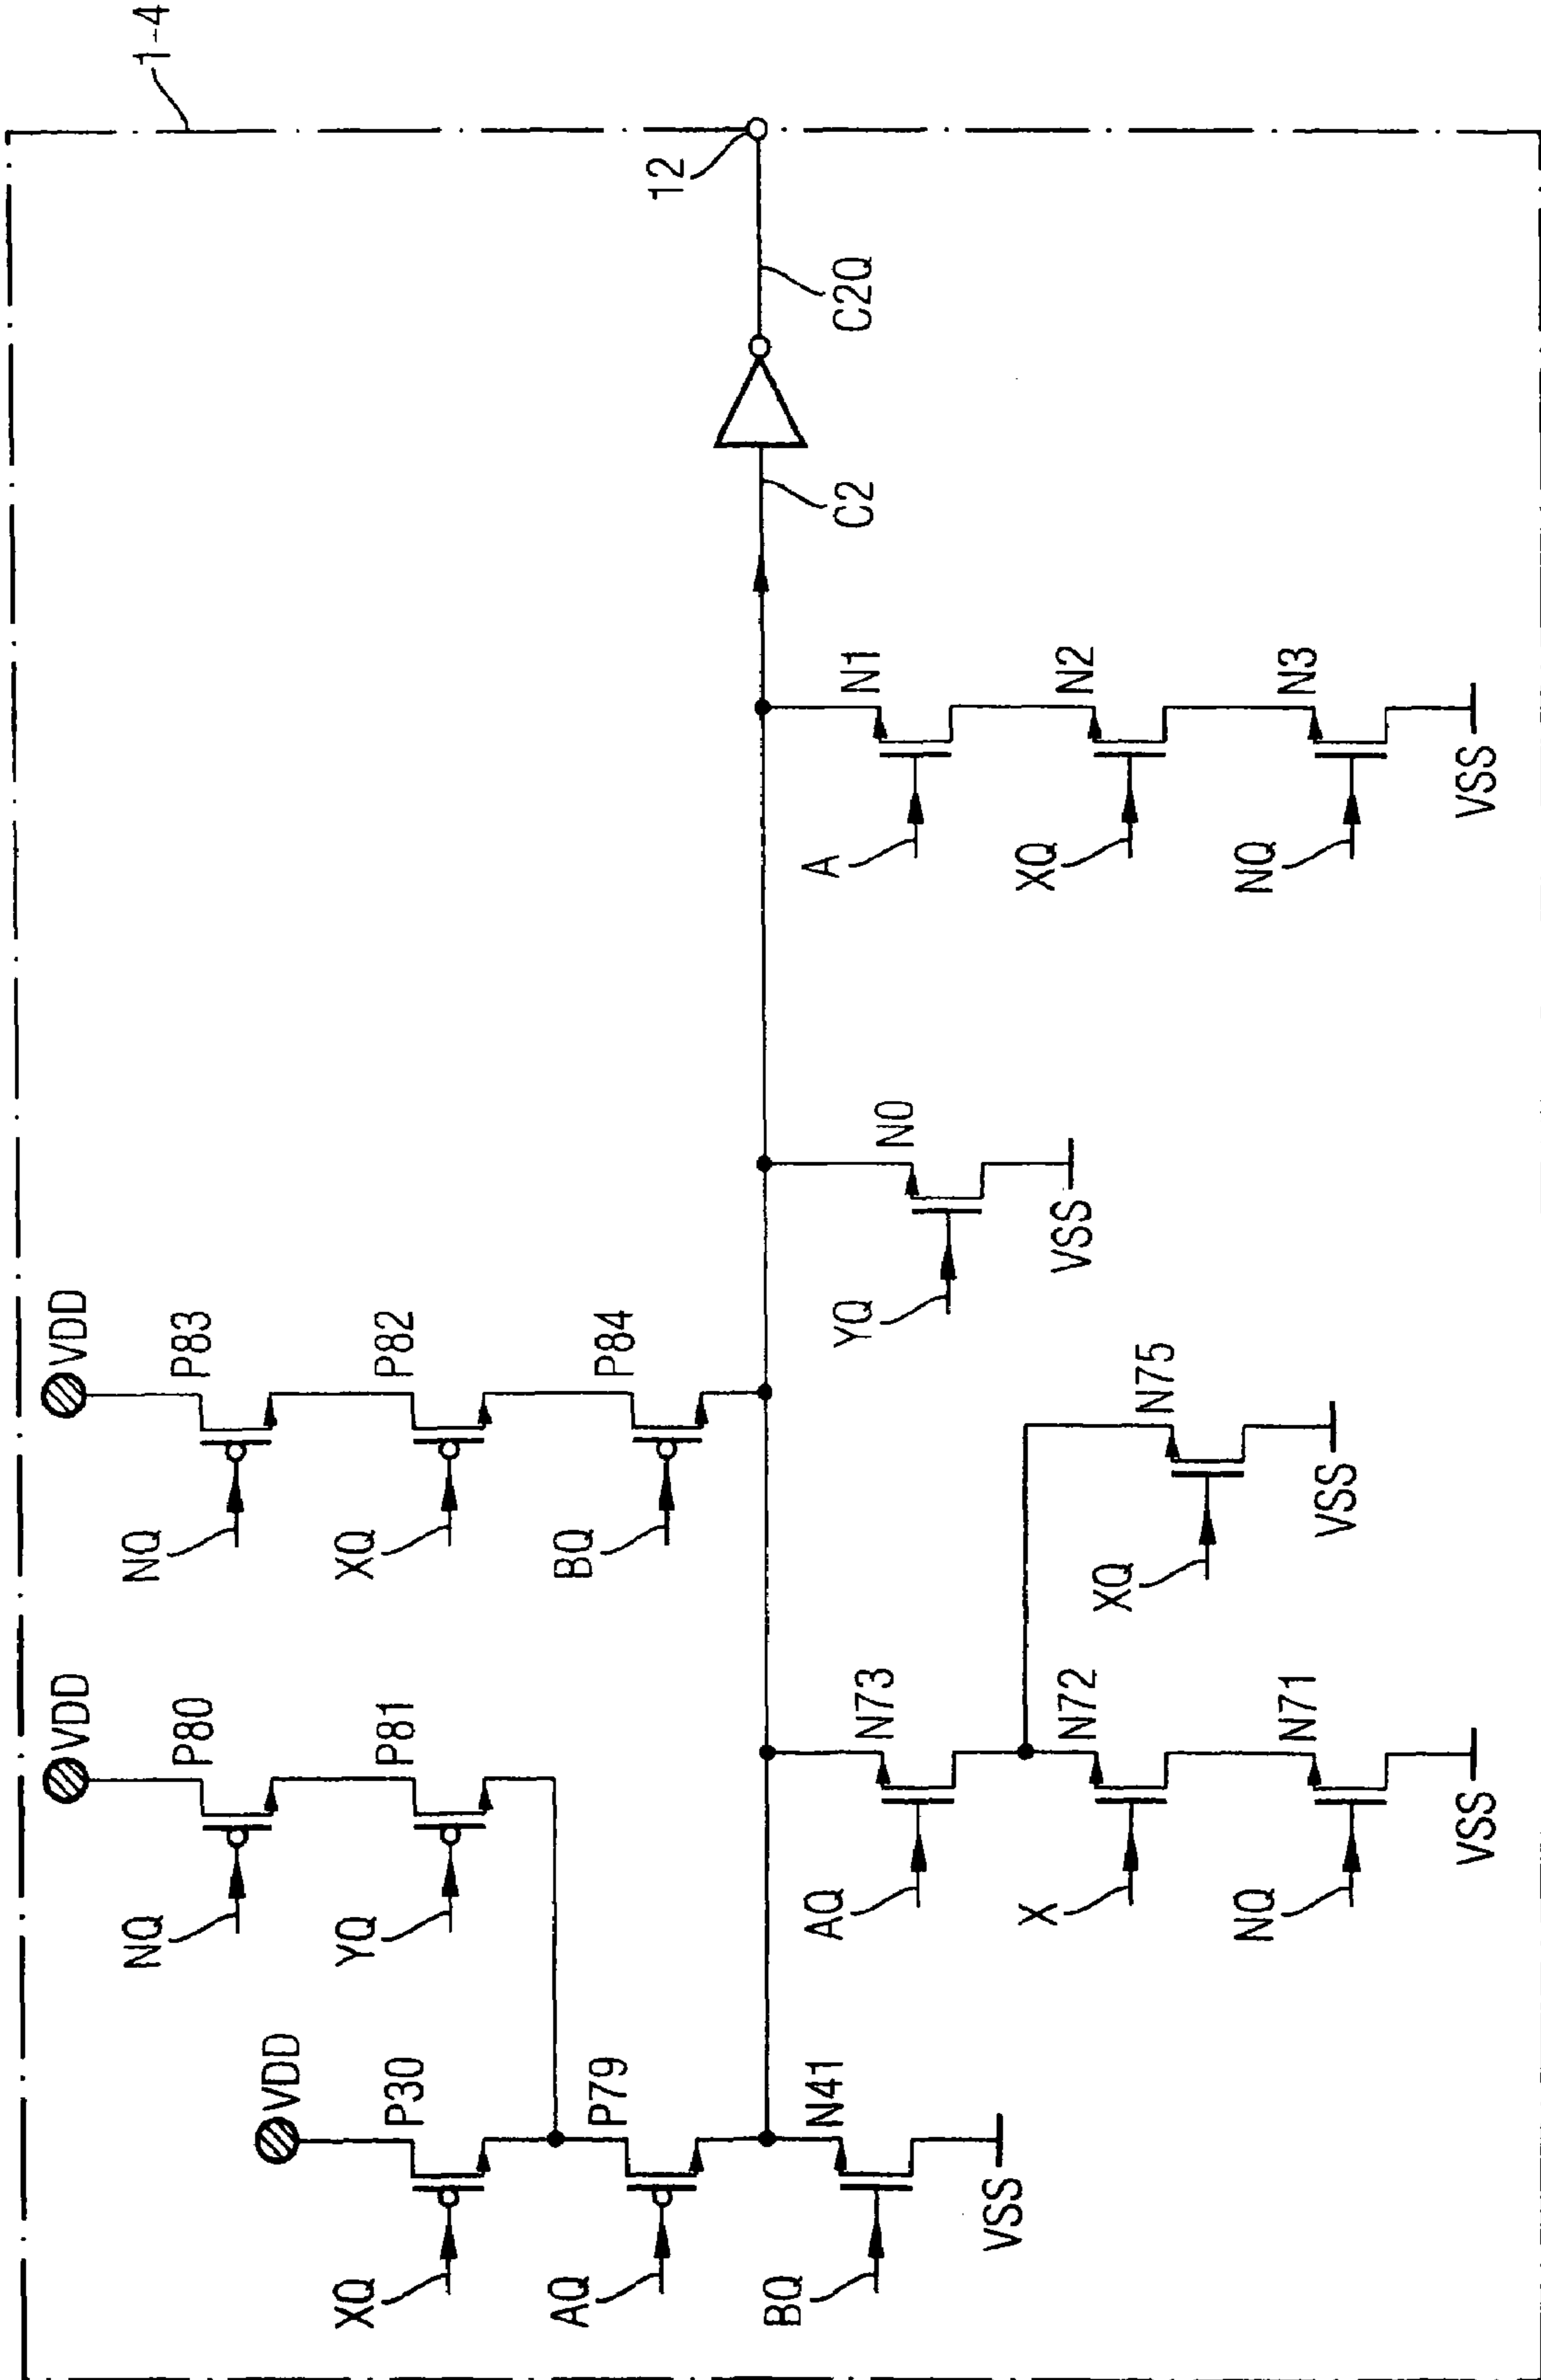 1-4
VDD
P83
NQ
P82
XQ
P84
BQ
VDD
P80
NQ
P81
YQ
VDD
P30
XQ
P79
AQ
N41
BQ
VSS
N73
AQ
N72
X
N71
NQ
VSS
N75
XQ
VSS
N0
YQ
VSS
N1
A
N2
XQ
N3
NQ
VSS
C2
C2Q
12